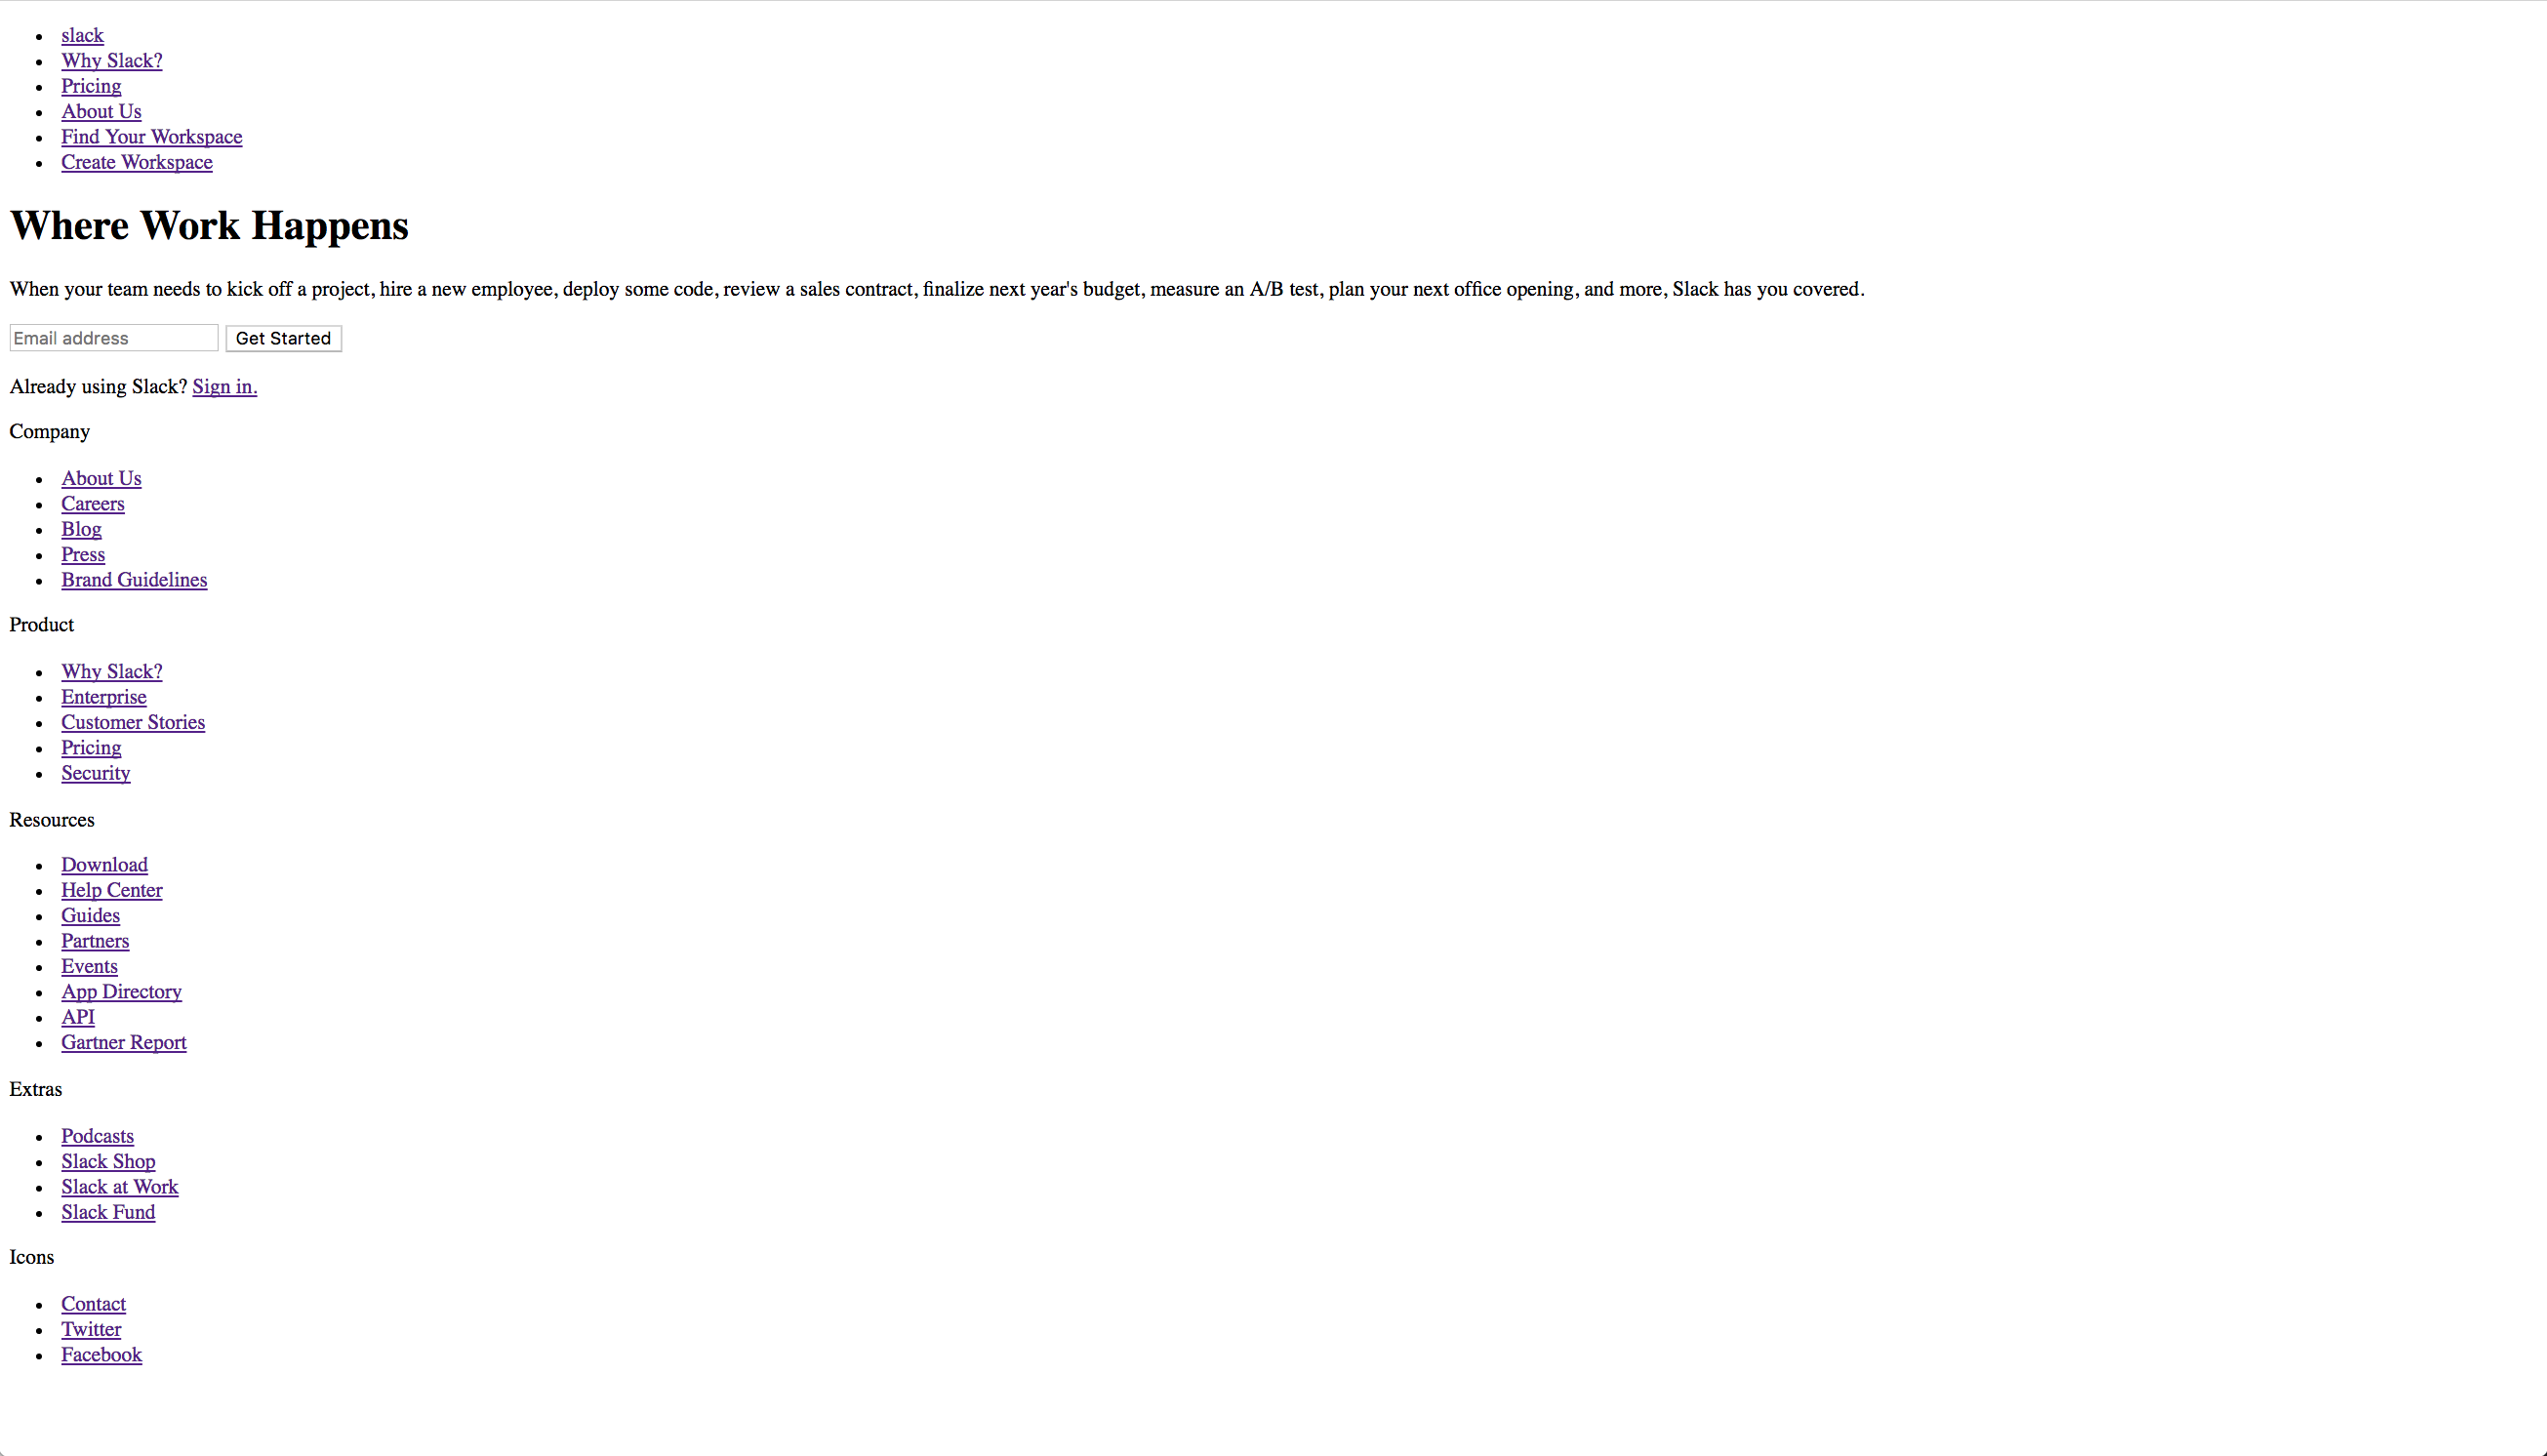 slack
Why Slack?
Pricing
About Us
Find Your Workspace
Create Workspace
Where Work Happens
When your team needs to kick off a project, hire a new employee, deploy some code, review a sales contract, finalize next year's budget, measure an A/B test, plan your next office opening, and more, Slack has you covered.
Email address Get Started
Already using Slack? Sign in.
Company
About Us
Careers
Blog
Press
Brand Guidelines
Product
Why Slack?
Enterprise
Customer Stories
Pricing
Security
Resources
Download
Help Center
Guides
Partners
Events
App Directory
API
Gartner Report
Extras
Podcasts
Slack Shop
Slack at Work
Slack Fund
Icons
Contact
Twitter
Facebook